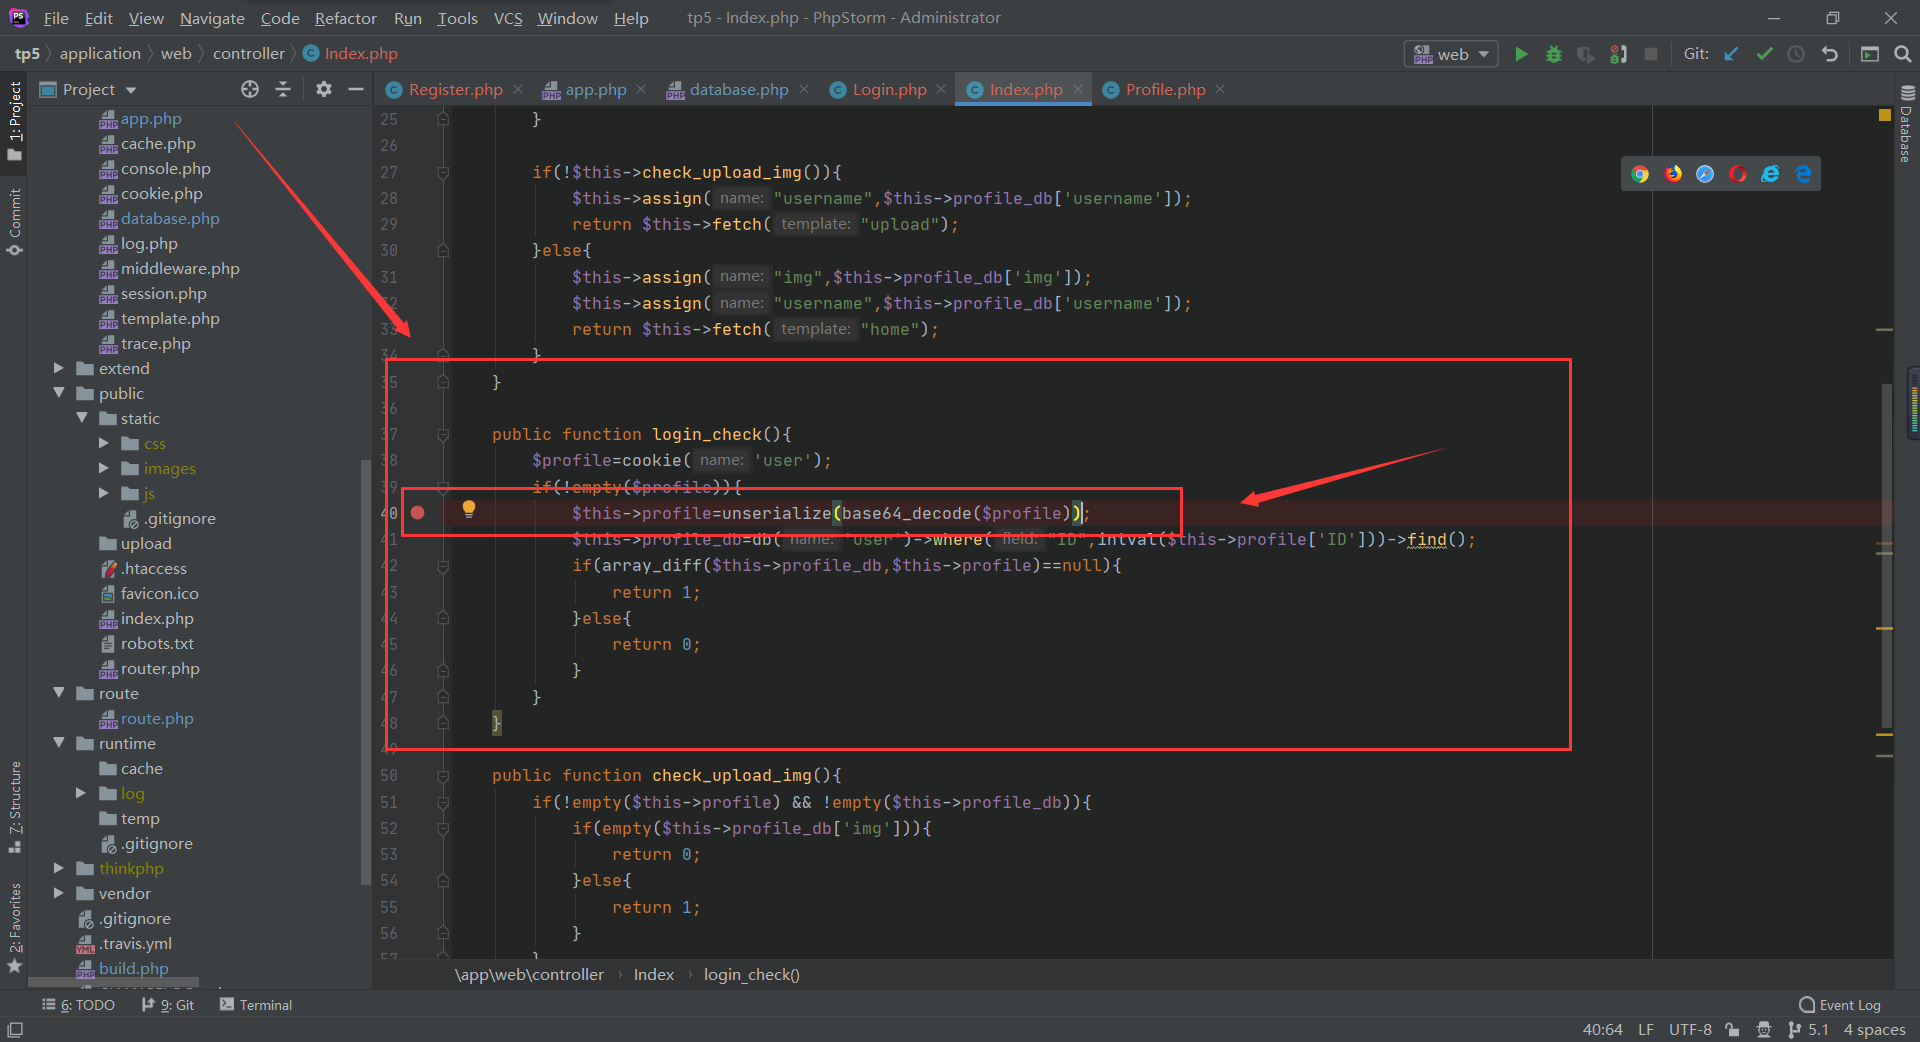 File Edit View Navigate Code Refactor Run Tools VCS Window Help tp5 - Index.php - PhpStorm - Administrator
tp5 application web controller Index.php web Git:
Project
Register.php app.php database.php Login.php Index.php Profile.php
1: Project
Commit
7: Structure
2: Favorites
Database
app.php
cache.php
console.php
cookie.php
database.php
log.php
middleware.php
session.php
template.php
trace.php
extend
public
static
css
images
js
.gitignore
upload
.htaccess
favicon.ico
index.php
robots.txt
router.php
route
route.php
runtime
cache
log
temp
.gitignore
thinkphp
vendor
.gitignore
.travis.yml
build.php
25 }
26
27 if(!$this->check_upload_img()){
28 $this->assign( name: "username",$this->profile_db['username']);
29 return $this->fetch( template: "upload");
30 }else{
31 $this->assign( name: "img",$this->profile_db['img']);
32 $this->assign( name: "username",$this->profile_db['username']);
33 return $this->fetch( template: "home");
34 }
35 }
36
37 public function login_check(){
38 $profile=cookie( name: 'user');
39 if(!empty($profile)){
40 $this->profile=unserialize(base64_decode($profile));
41 $this->profile_db=db( name: 'user')->where( field: "ID",intval($this->profile['ID']))->find();
42 if(array_diff($this->profile_db,$this->profile)==null){
43 return 1;
44 }else{
45 return 0;
46 }
47 }
48 }
49
50 public function check_upload_img(){
51 if(!empty($this->profile) && !empty($this->profile_db)){
52 if(empty($this->profile_db['img'])){
53 return 0;
54 }else{
55 return 1;
56 }
57 }
\app\web\controller › Index › login_check()
6: TODO 9: Git Terminal Event Log
40:64 LF UTF-8 5.1 4 spaces